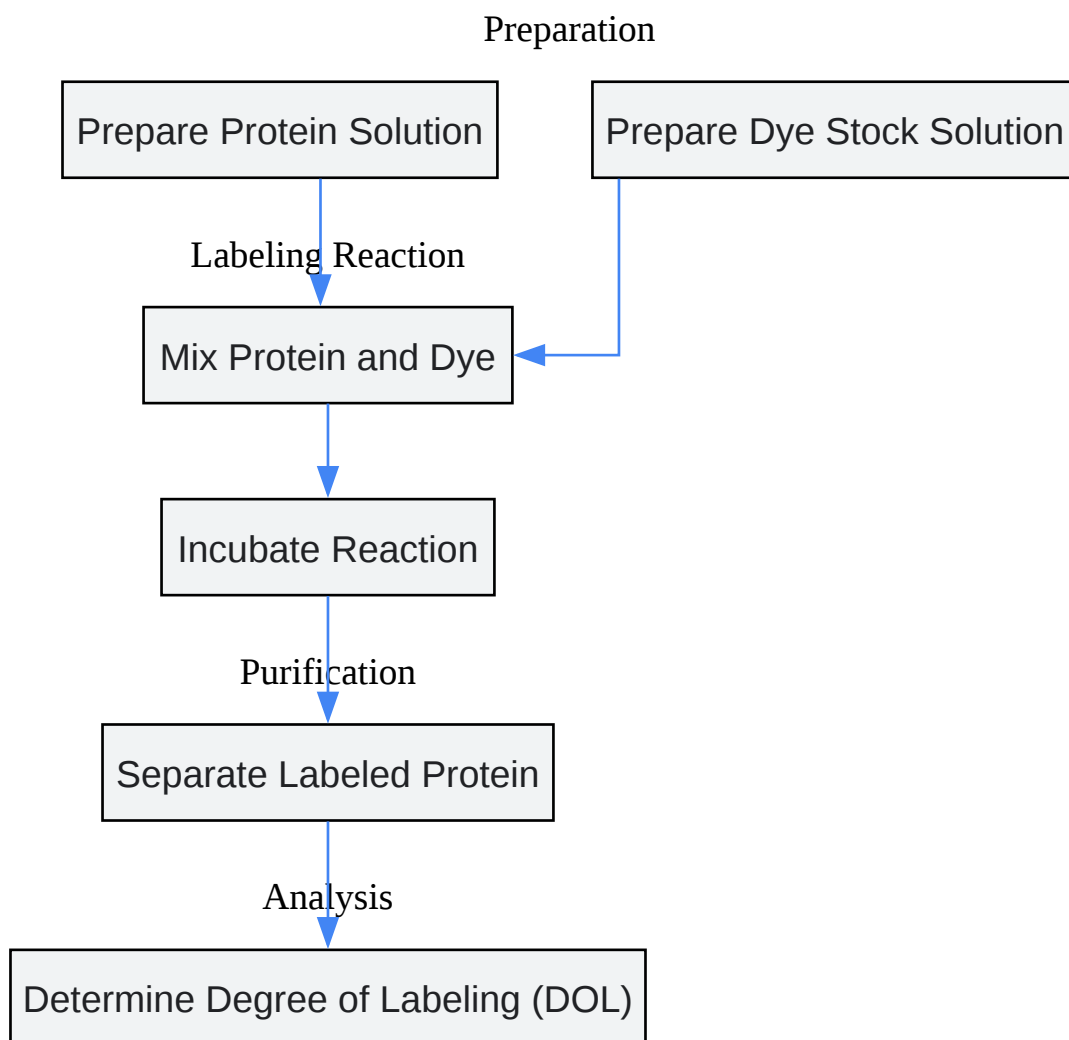 Preparation
Prepare Protein Solution
Prepare Dye Stock Solution
Labeling Reaction
Mix Protein and Dye
Incubate Reaction
Purification
Separate Labeled Protein
Analysis
Determine Degree of Labeling (DOL)